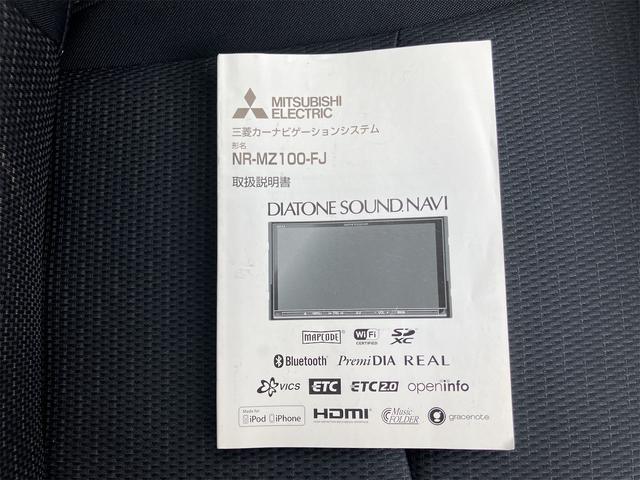 MITSUBISHI
ELECTRIC
三菱カーナビゲーションシステム
形名
NR-MZ100-FJ
取扱説明書
DIATONE SOUND.NAVI
MAPCODE Wi Fi CERTIFIED SD XC
Bluetooth PremiDIA REAL
VICS ETC ETC2.0 openinfo
Made for
iPod iPhone HDMI Music FOLDER gracenote